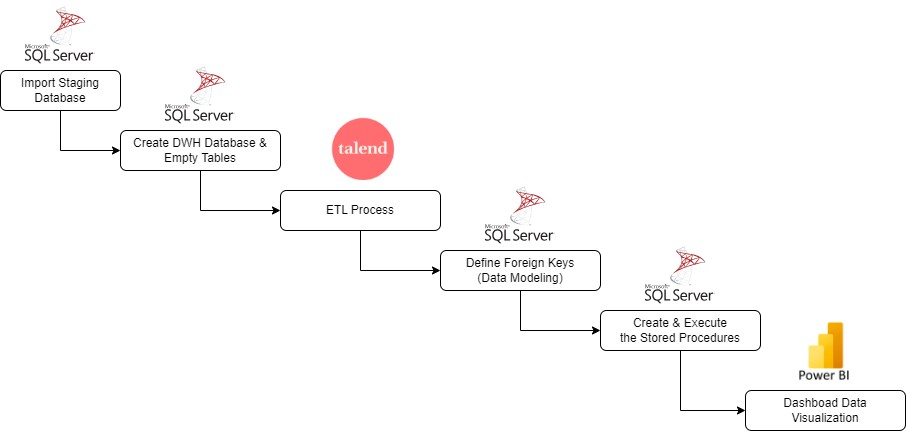 Microsoft
SQL Server
Import Staging
Database
Microsoft
SQL Server
Create DWH Database &
Empty Tables
talend
ETL Process
Microsoft
SQL Server
Define Foreign Keys
(Data Modeling)
Microsoft
SQL Server
Create & Execute
the Stored Procedures
Power BI
Dashboad Data
Visualization